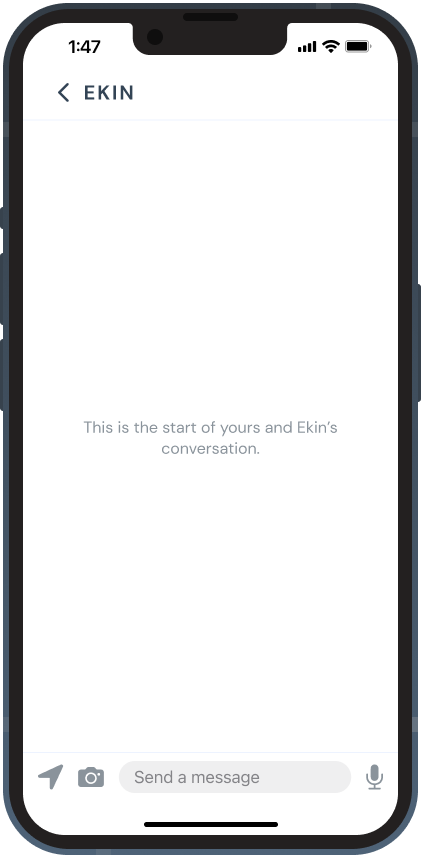 1:47
EKIN
This is the start of yours and Ekin’s
conversation.
Send a message